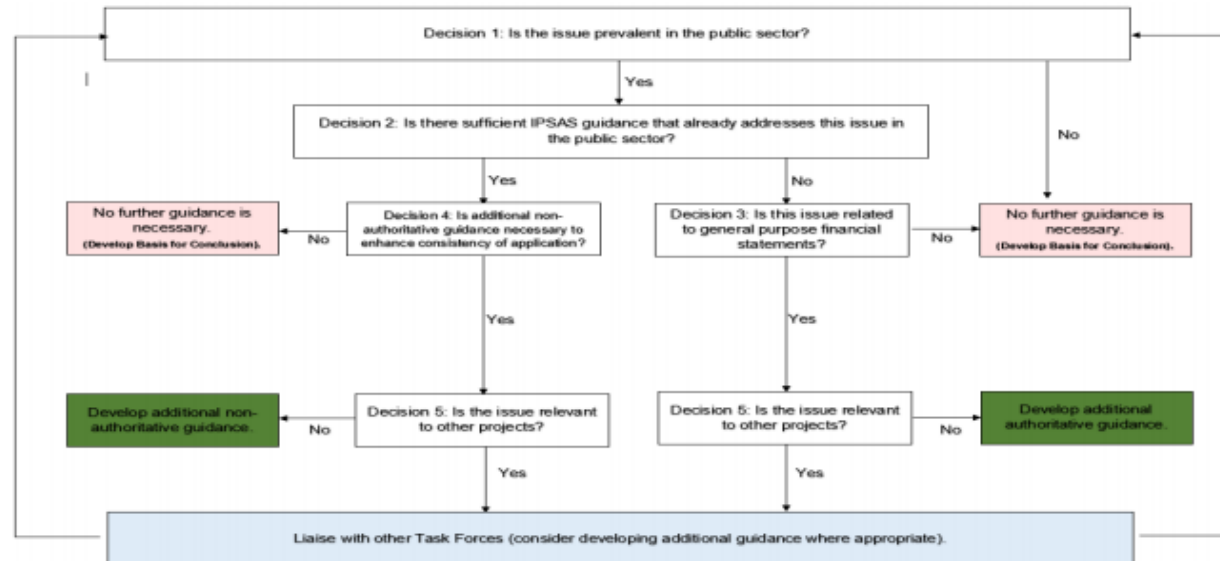 Decision 1: Is the issue prevalent in the public sector?
Yes
Decision 2: Is there sufficient IPSAS guidance that already addresses this issue in
the public sector?
No
Yes
No
No further guidance is
necessary.
(Develop Basis for Conclusion).
No
Decision 4: Is additional non-
authoritative guidance necessary to
enhance consistency of application?
Decision 3: Is this issue related
to general purpose financial
statements?
No
No further guidance is
necessary.
(Develop Basis for Conclusion).
Yes
Yes
Develop additional non-
authoritative guidance.
No
Decision 5: Is the issue relevant
to other projects?
Decision 5: Is the issue relevant
to other projects?
No
Develop additional
authoritative guidance.
Yes
Yes
Liaise with other Task Forces (consider developing additional guidance where appropriate).